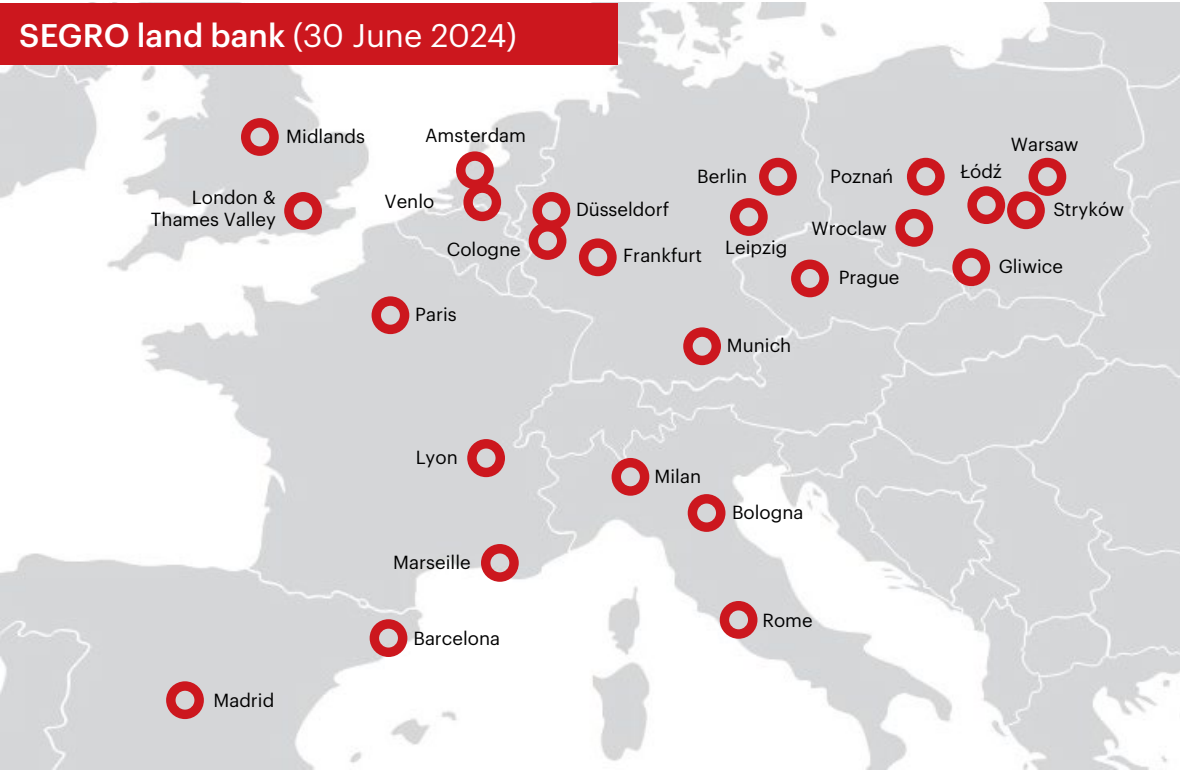 SEGRO land bank (30 June 2024)
Midlands
Amsterdam
Warsaw
Berlin
Poznań
Łódź
London &
Thames Valley
Venlo
Düsseldorf
Stryków
Wroclaw
Cologne
Frankfurt
Leipzig
Gliwice
Prague
Paris
Munich
Lyon
Milan
Bologna
Marseille
Rome
Barcelona
Madrid